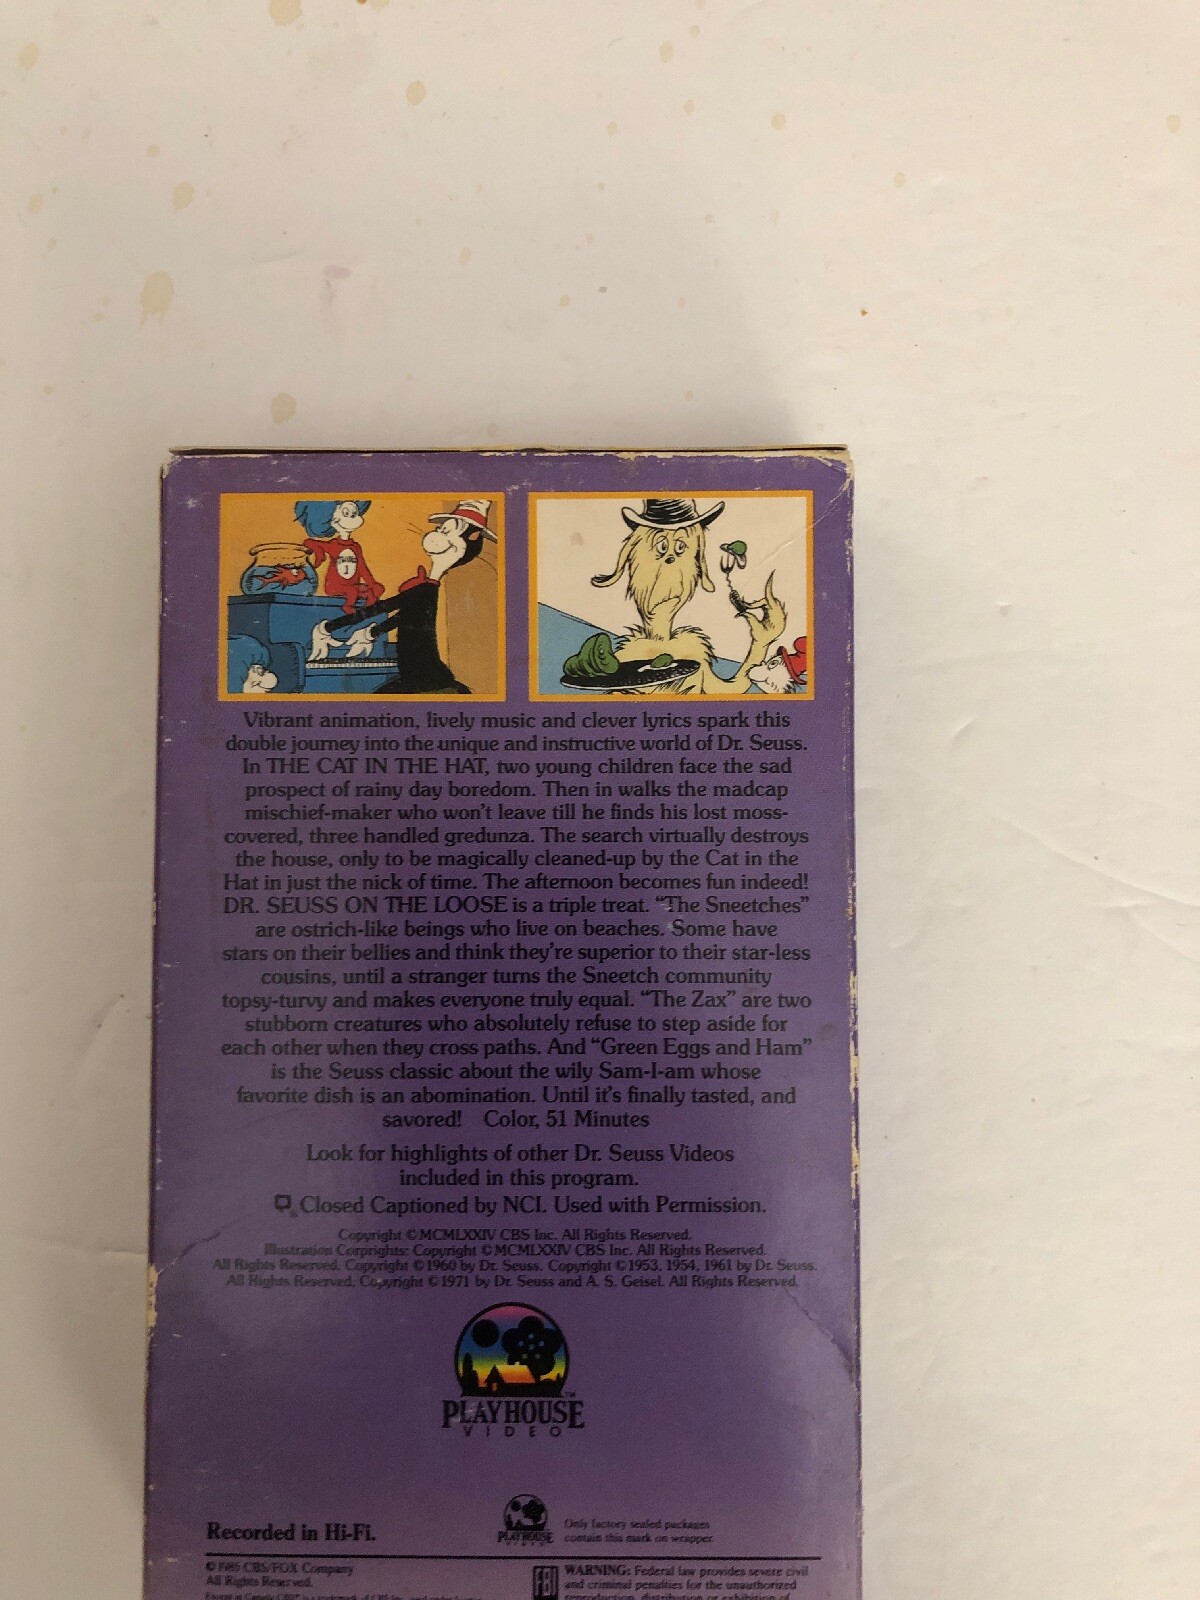 THING
1
Vibrant animation, lively music and clever lyrics spark this
double journey into the unique and instructive world of Dr. Seuss.
In THE CAT IN THE HAT, two young children face the sad
prospect of rainy day boredom. Then in walks the madcap
mischief-maker who won't leave till he finds his lost moss-
covered, three handled gredunza. The search virtually destroys
the house, only to be magically cleaned-up by the Cat in the
Hat in just the nick of time. The afternoon becomes fun indeed!
DR. SEUSS ON THE LOOSE is a triple treat. "The Sneetches"
are ostrich-like beings who live on beaches. Some have
stars on their bellies and think they're superior to their star-less
cousins, until a stranger turns the Sneetch community
topsy-turvy and makes everyone truly equal. "The Zax" are two
stubborn creatures who absolutely refuse to step aside for
each other when they cross paths. And "Green Eggs and Ham"
is the Seuss classic about the wily Sam-I-am whose
favorite dish is an abomination. Until it's finally tasted, and
savored! Color, 51 Minutes
Look for highlights of other Dr. Seuss Videos
included in this program.
Closed Captioned by NCI. Used with Permission.
Copyright © MCMLXXIV CBS Inc. All Rights Reserved.
Illustration Corprights: Copyright © MCMLXXIV CBS Inc. All Rights Reserved.
All Rights Reserved. Copyright © 1960 by Dr. Seuss. Copyright © 1953, 1954, 1961 by Dr. Seuss.
All Rights Reserved. Copyright © 1971 by Dr. Seuss and A. S. Geisel. All Rights Reserved.
PLAYHOUSE ™
VIDEO
Recorded in Hi-Fi.
PLAYHOUSE
VIDEO
Only factory sealed packages
contain this mark on wrapper.
© 1985 CBS/FOX Company
All Rights Reserved.
FBI
WARNING: Federal law provides severe civil
and criminal penalties for the unauthorized
reproduction, distribution or exhibition of